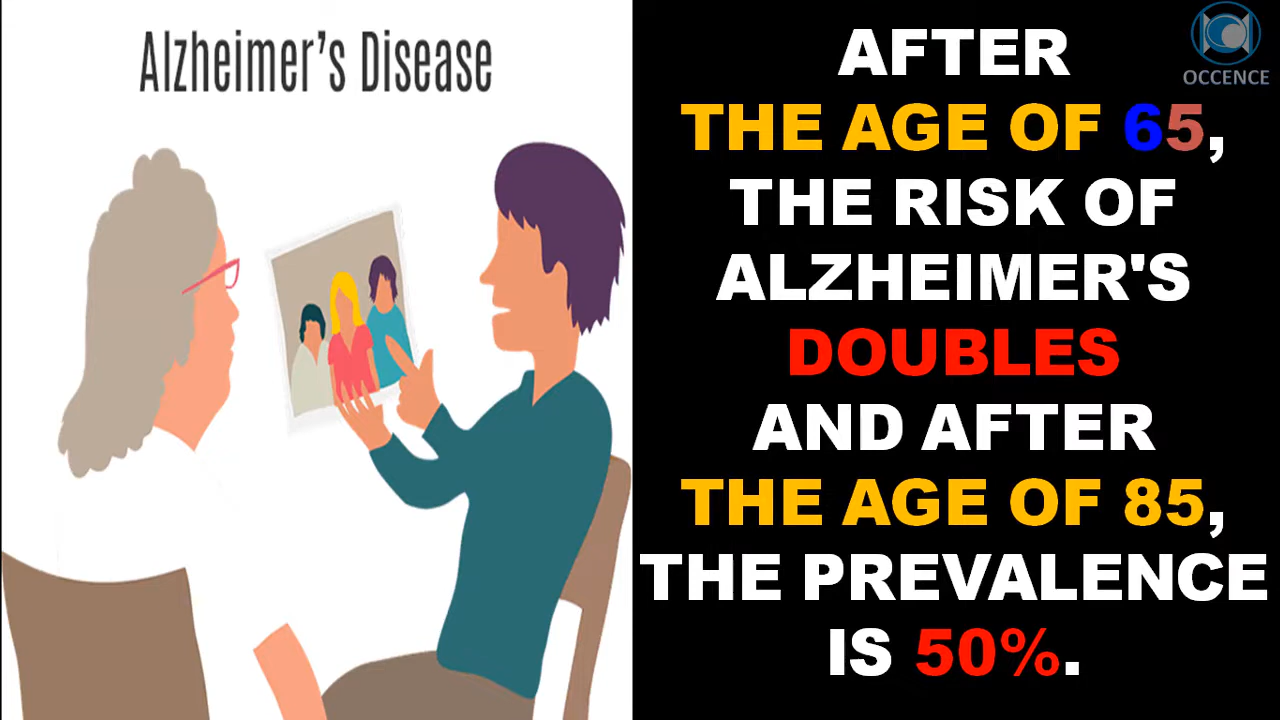 Alzheimer's Disease
AFTER
THE AGE OF 65,
THE RISK OF
ALZHEIMER'S
DOUBLES
AND AFTER
THE AGE OF 85,
THE PREVALENCE
IS 50%.
OCCENCE